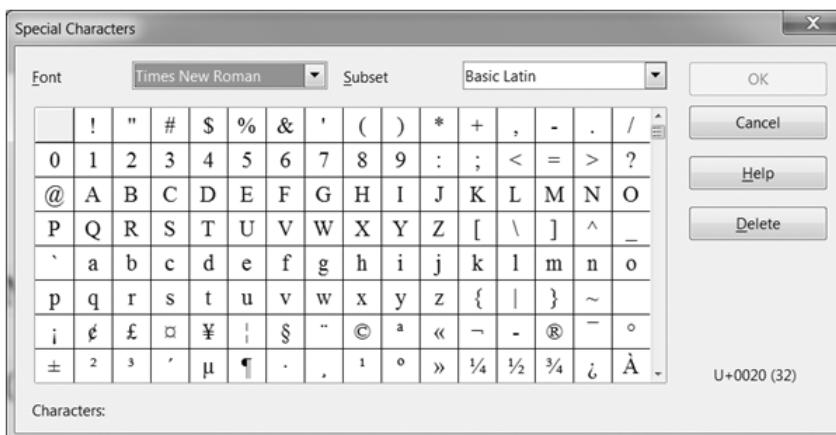 Special Characters
Font Times New Roman Subset Basic Latin OK
! " # $ % & ' ( ) * + , - . / Cancel
0 1 2 3 4 5 6 7 8 9 : ; < = > ? Help
@ A B C D E F G H I J K L M N O
P Q R S T U V W X Y Z [ \ ] ^ _ Delete
` a b c d e f g h i j k l m n o
p q r s t u v w x y z { | } ~
¡ ¢ £ ¤ ¥ ¦ § ¨ © ª « ¬ - ® ¯ °
± ² ³ ´ µ ¶ · ¸ ¹ º » ¼ ½ ¾ ¿ À
U+0020 (32)
Characters: